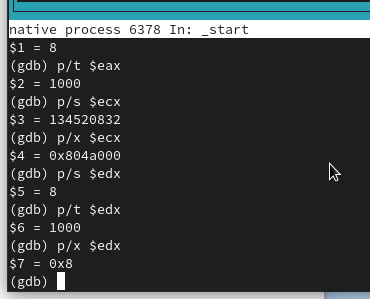 native process 6378 In: _start
$1 = 8
(gdb) p/t $eax
$2 = 1000
(gdb) p/s $ecx
$3 = 134520832
(gdb) p/x $ecx
$4 = 0x804a000
(gdb) p/s $edx
$5 = 8
(gdb) p/t $edx
$6 = 1000
(gdb) p/x $edx
$7 = 0x8
(gdb)